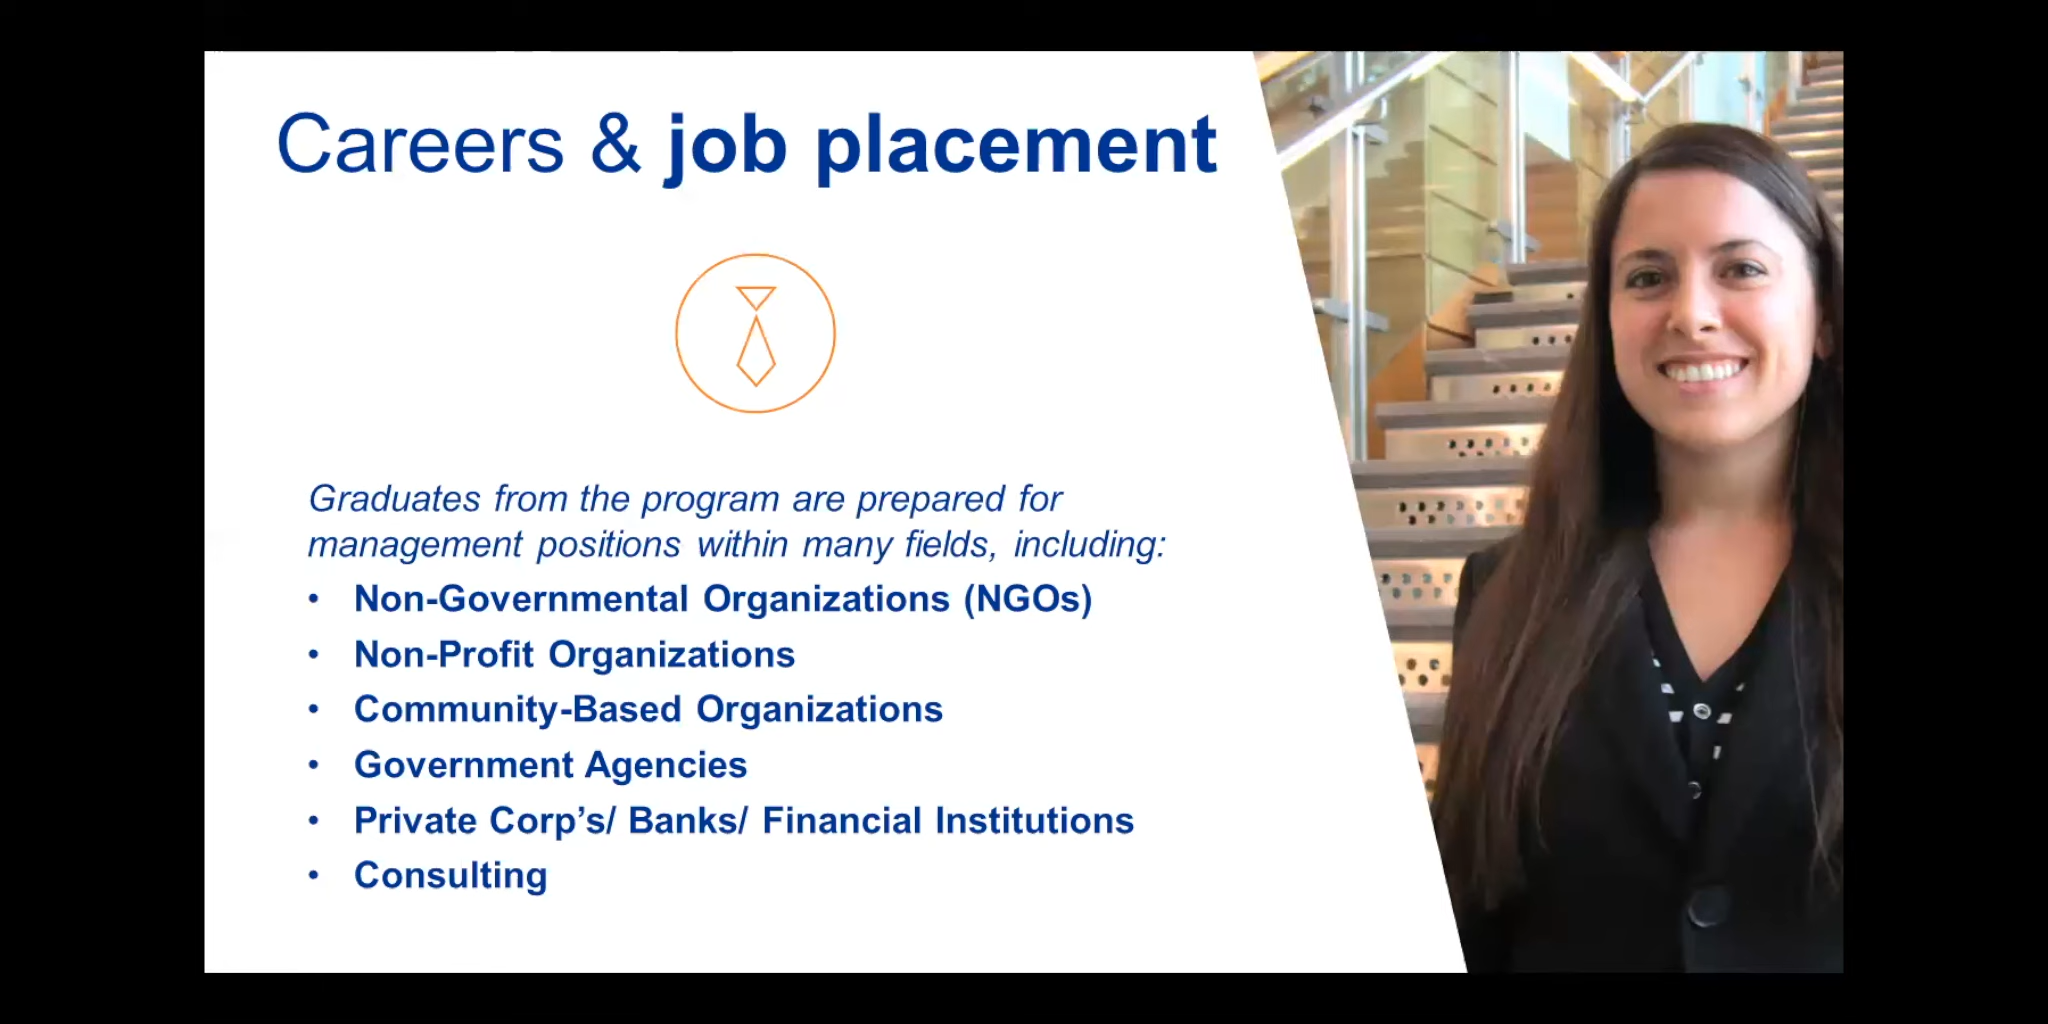 Careers & job placement
Graduates from the program are prepared for
management positions within many fields, including:
• Non-Governmental Organizations (NGOs)
• Non-Profit Organizations
• Community-Based Organizations
• Government Agencies
• Private Corp’s/ Banks/ Financial Institutions
• Consulting